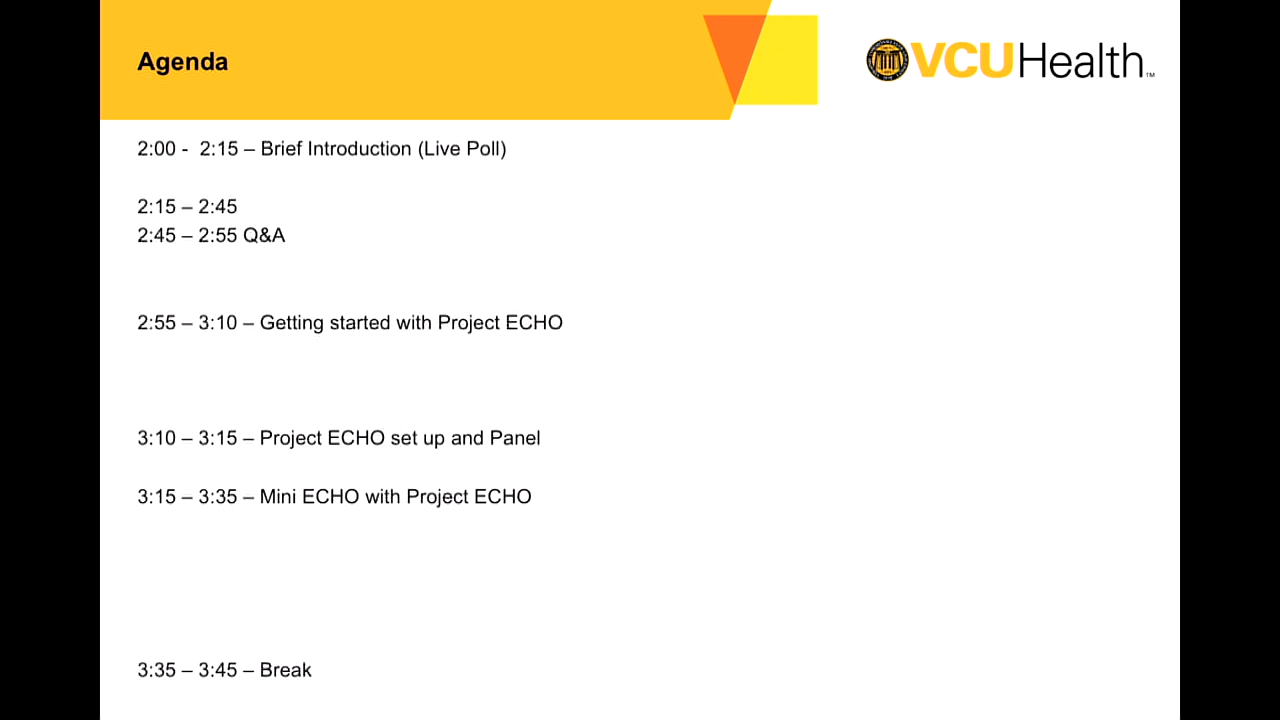 Agenda
VCUHealth™
2:00 -  2:15 – Brief Introduction (Live Poll)
2:15 – 2:45
2:45 – 2:55 Q&A
2:55 – 3:10 – Getting started with Project ECHO
3:10 – 3:15 – Project ECHO set up and Panel
3:15 – 3:35 – Mini ECHO with Project ECHO
3:35 – 3:45 – Break